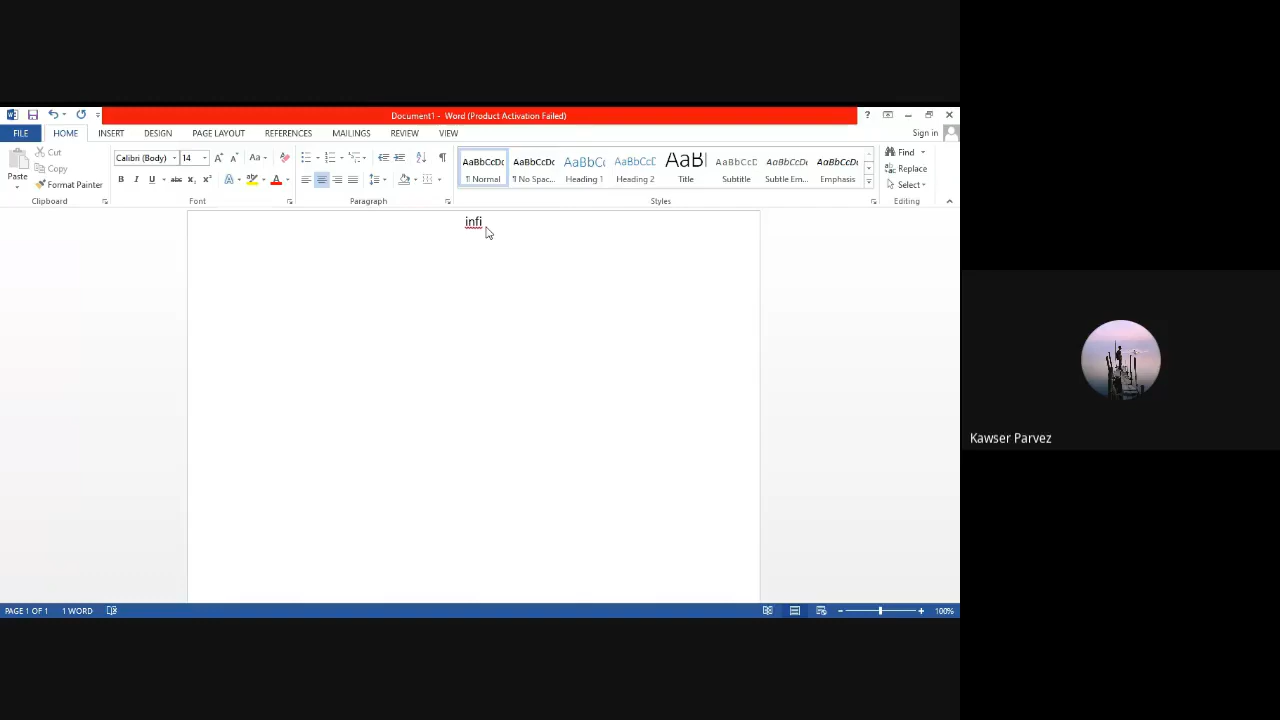 Document1 - Word (Product Activation Failed)
FILE HOME INSERT DESIGN PAGE LAYOUT REFERENCES MAILINGS REVIEW VIEW Sign in
Paste
Cut
Copy
Format Painter
Clipboard
Calibri (Body) 14
Font
Paragraph
AaBbCcDc AaBbCcDc AaBbC AaBbCcD AaB AaBbCcD AaBbCcDc AaBbCcDc
¶ Normal ¶ No Spac... Heading 1 Heading 2 Title Subtitle Subtle Em... Emphasis
Styles
Find
Replace
Select
Editing
infi
PAGE 1 OF 1 1 WORD 100%
Kawser Parvez